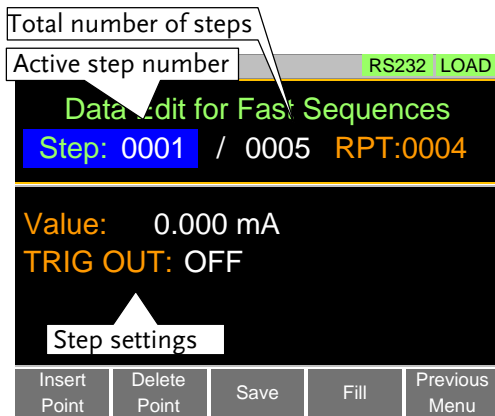 Total number of steps
Active step number
RS232 LOAD
Data Edit for Fast Sequences
Step: 0001 / 0005 RPT:0004
Value: 0.000 mA
TRIG OUT: OFF
Step settings
Insert Point
Delete Point
Save
Fill
Previous Menu